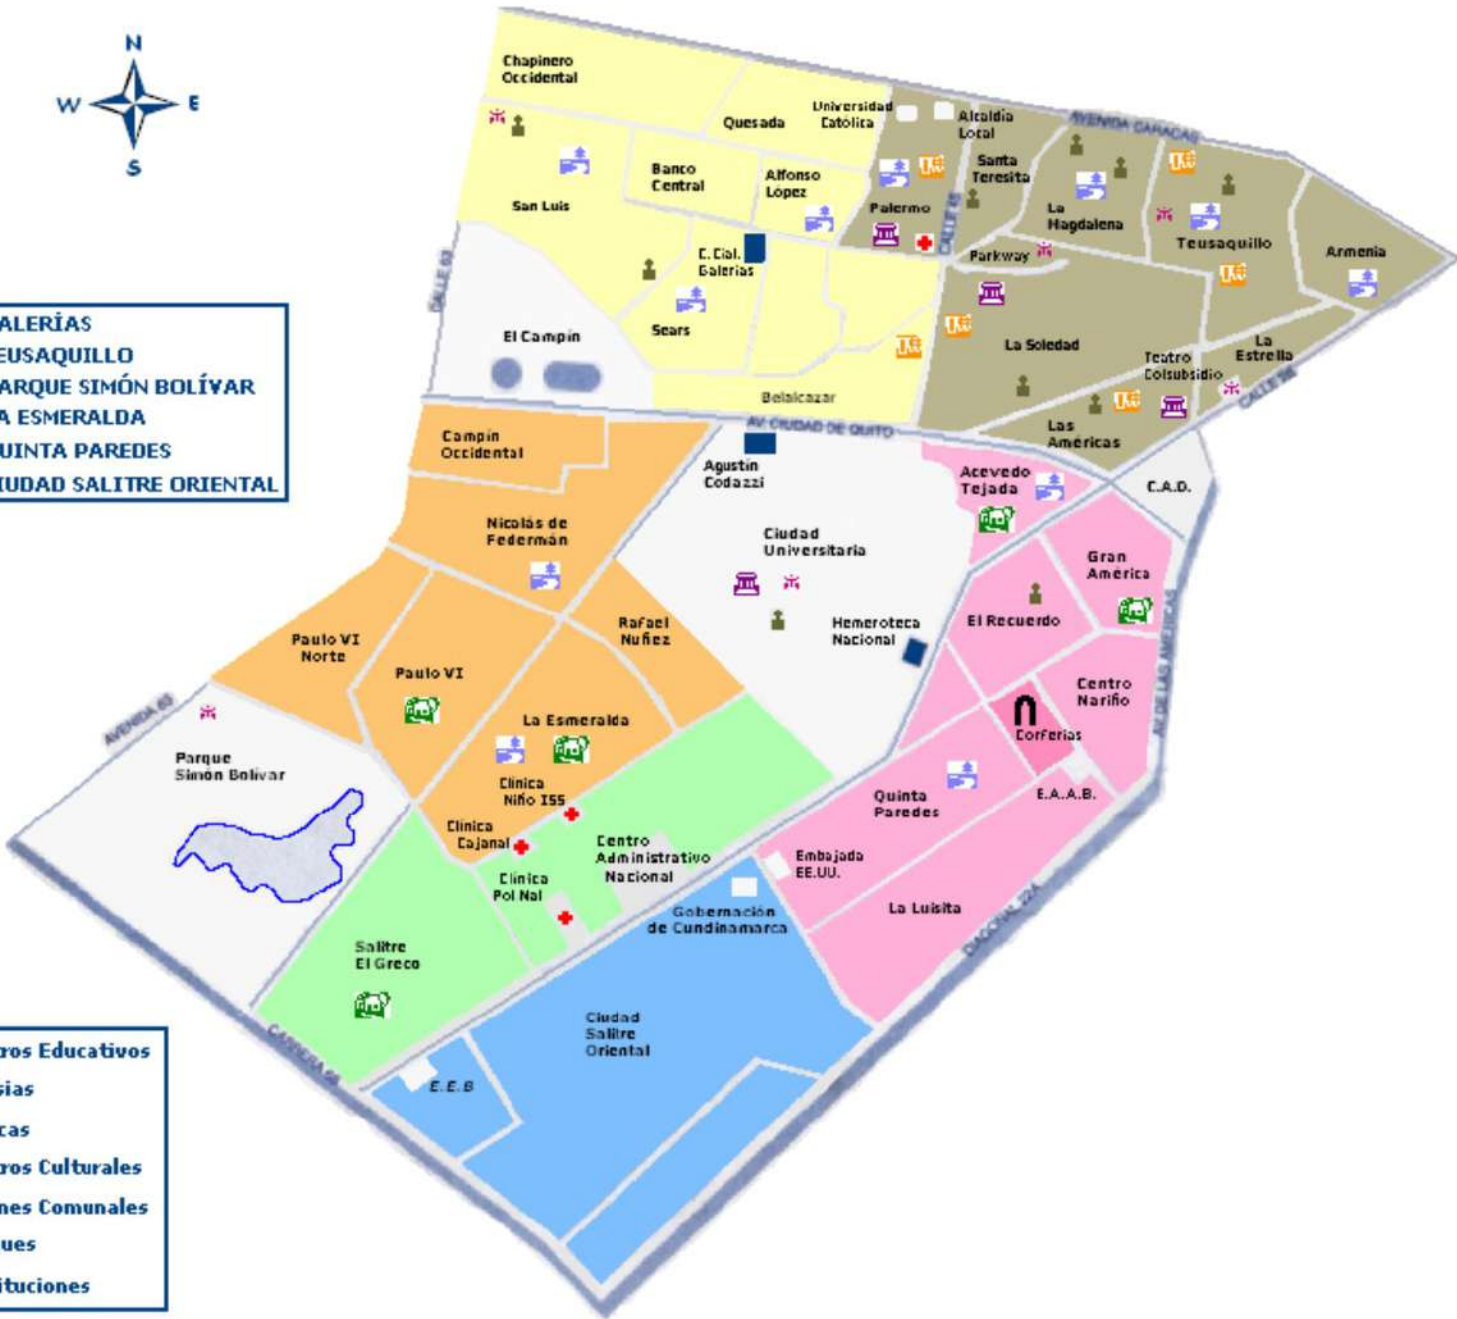 N
W
E
S
Chapinero
Occidental
Quesada
Universidad
Católica
Alcaldía
Local
AVENIDA CARACAS
Banco
Central
Alfonso
López
Santa
Teresita
San Luis
Palermo
La
Magdalena
CALLE 45
Teusaquillo
Armenia
Parkway
C. Cial.
Galerías
CALLE 63
Sears
El Campín
La Soledad
Teatro
Colsubsidio
La
Estrella
CALLE 26
Belalcazar
Las
Américas
AV. CIUDAD DE QUITO
ALERÍAS
EUSAQUILLO
ARQUE SIMÓN BOLÍVAR
A ESMERALDA
UINTA PAREDES
IUDAD SALITRE ORIENTAL
Campín
Occidental
Agustín
Codazzi
Acevedo
Tejada
C.A.D.
Nicolás de
Federmán
Ciudad
Universitaria
Gran
América
Paulo VI
Norte
Rafael
Nuñez
Hemeroteca
Nacional
El Recuerdo
AV. DE LAS AMERICAS
Paulo VI
Centro
Nariño
AVENIDA 63
La Esmeralda
Corferias
Parque
Simón Bolívar
Clínica
Niño ISS
Quinta
Paredes
E.A.A.B.
Clínica
Cajanal
Centro
Administrativo
Nacional
Embajada
EE.UU.
Clínica
Pol Nal
La Luisita
Gobernación
de Cundinamarca
DIAGONAL 22A
Salitre
El Greco
Ciudad
Salitre
Oriental
E.E.B
tros Educativos
sias
cas
tros Culturales
nes Comunales
ues
ituciones